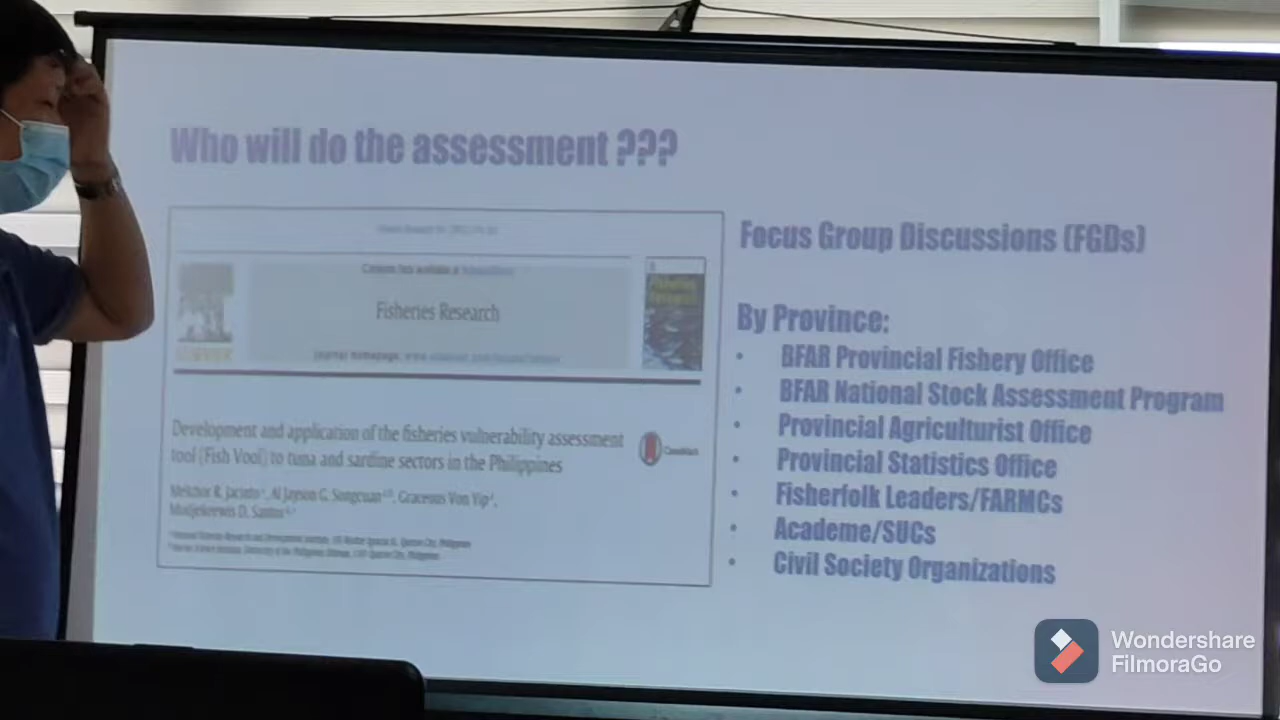 Who will do the assessment ???
Fisheries Research
Development and application of the fisheries vulnerability assessment
tool (Fish Vool) to tuna and sardine sectors in the Philippines
Focus Group Discussions (FGDs)
By Province:
• BFAR Provincial Fishery Office
• BFAR National Stock Assessment Program
• Provincial Agriculturist Office
• Provincial Statistics Office
• Fisherfolk Leaders/FARMCs
• Academe/SUCs
• Civil Society Organizations
Wondershare
FilmoraGo